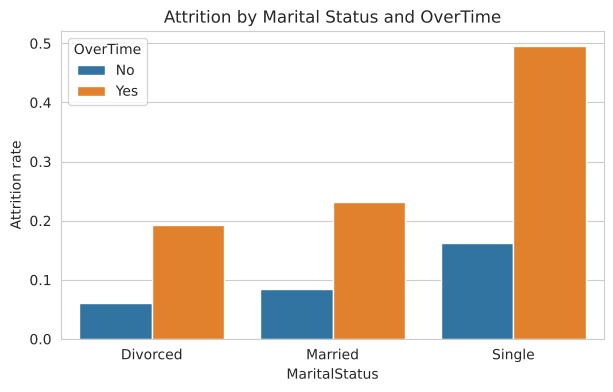 Attrition by Marital Status and OverTime
OverTime
No
Yes
Attrition rate
0.5
0.4
0.3
0.2
0.1
0.0
Divorced Married Single
MaritalStatus